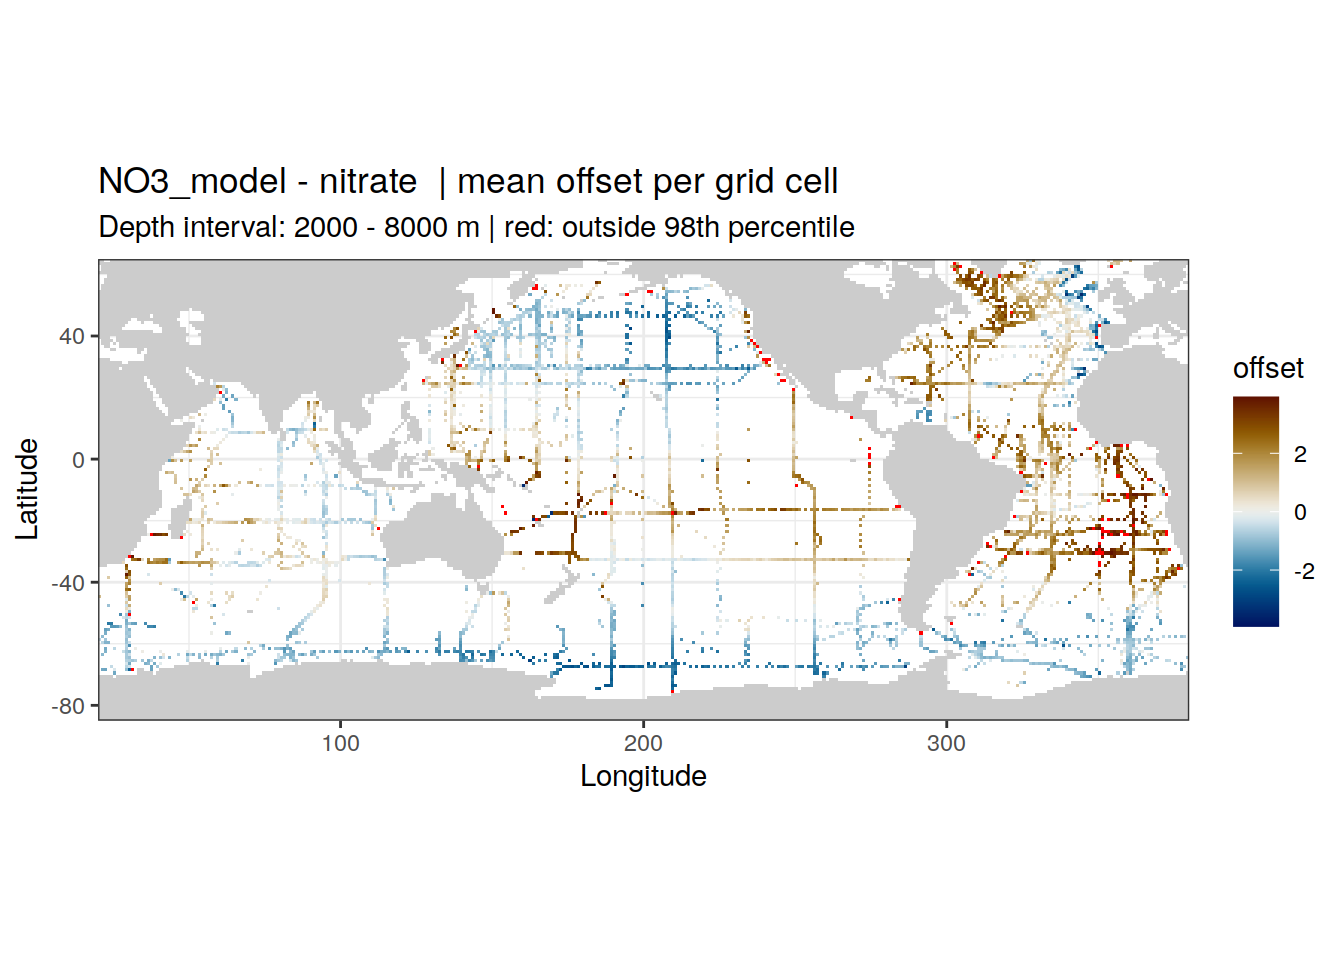 NO3_model - nitrate  | mean offset per grid cell
Depth interval: 2000 - 8000 m | red: outside 98th percentile
offset
2
0
-2
40
0
-40
-80
Latitude
100
200
300
Longitude